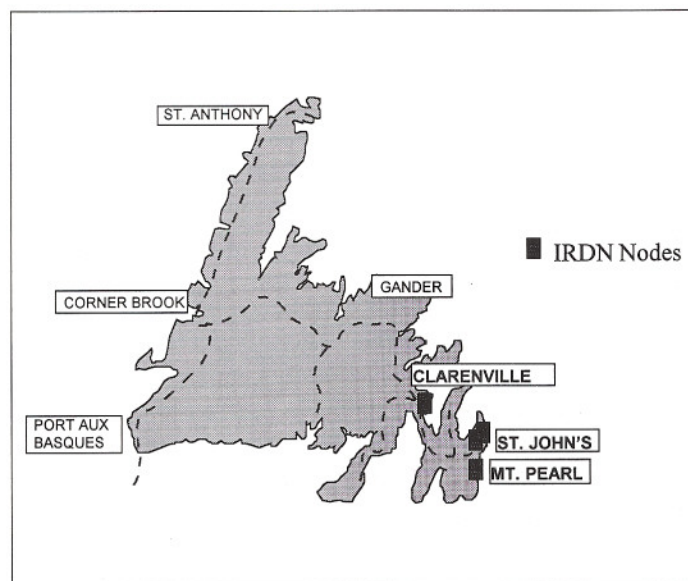 ST. ANTHONY
IRDN Nodes
GANDER
CORNER BROOK
CLARENVILLE
PORT AUX
BASQUES
ST. JOHN'S
MT. PEARL